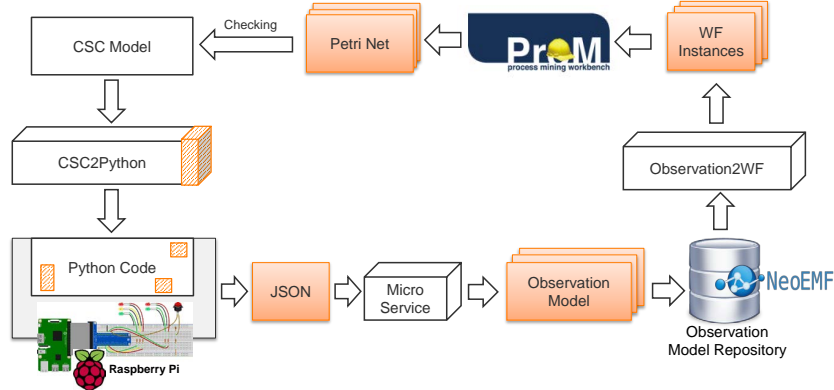 Checking
CSC Model
Petri Net
ProM
process mining workbench
WF
Instances
CSC2Python
Observation2WF
Python Code
JSON
Micro
Service
Observation
Model
NeoEMF
Observation
Model Repository
Raspberry Pi